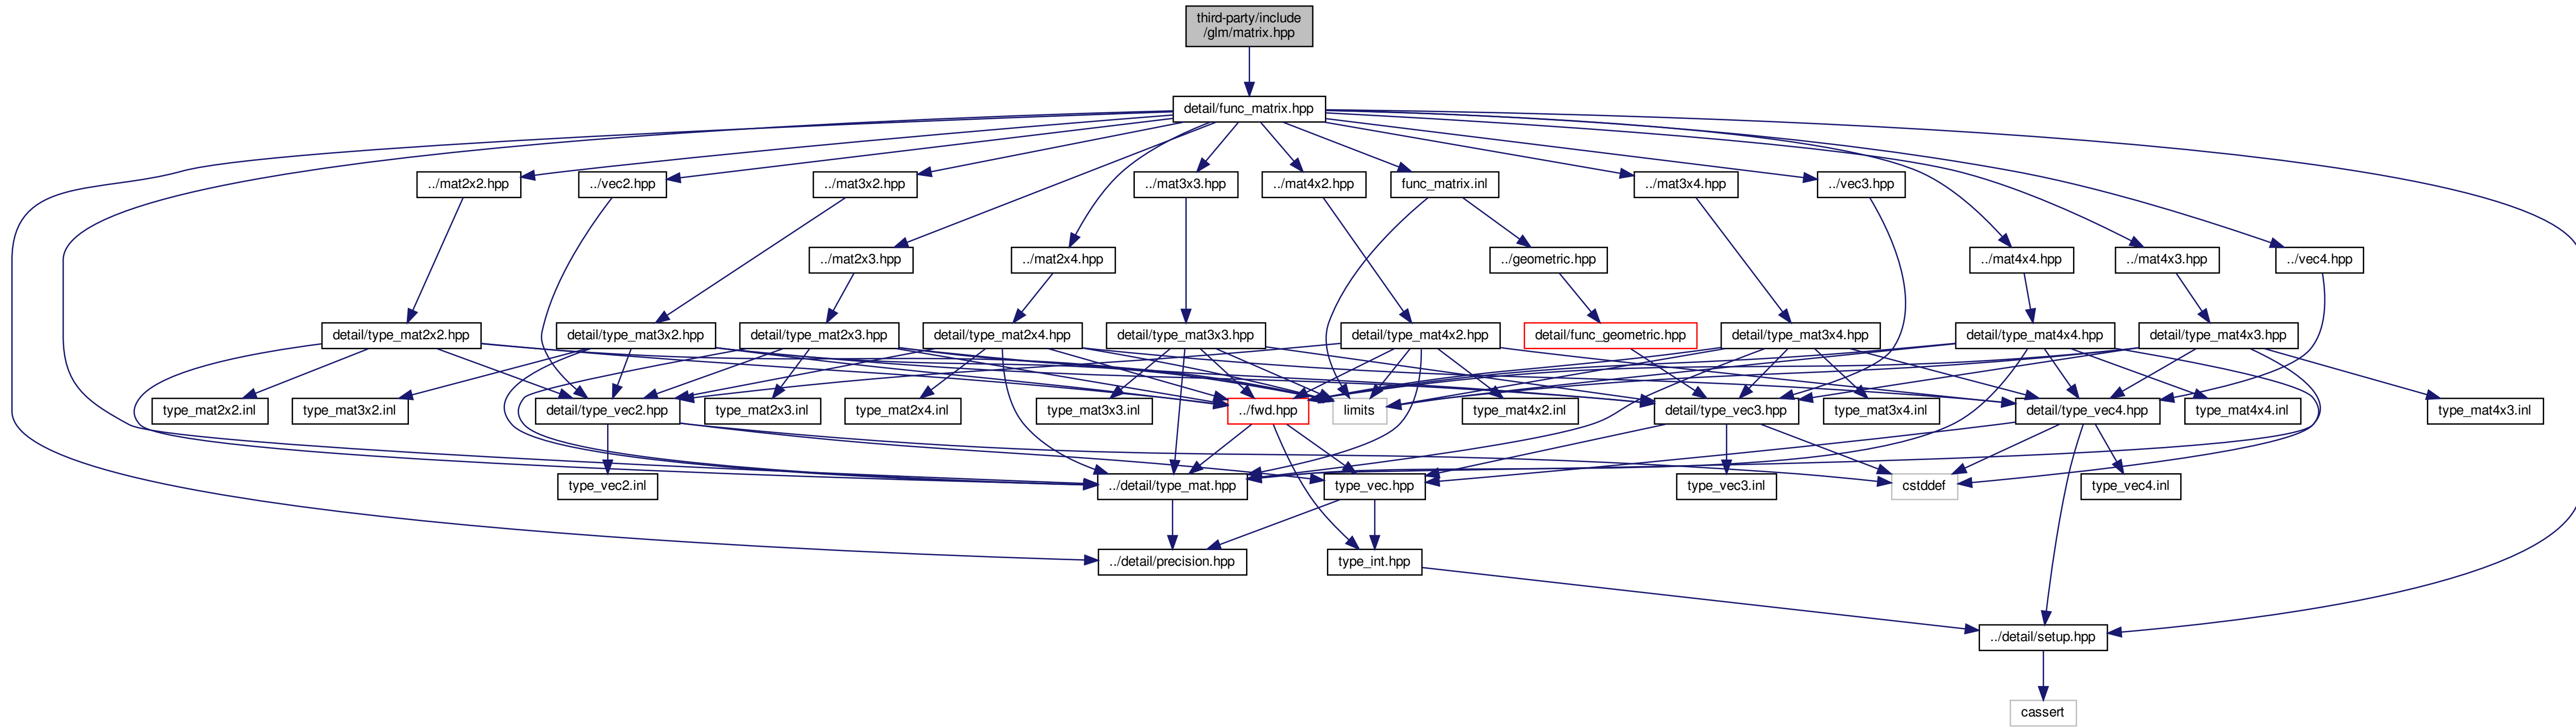 third-party/include
/glm/matrix.hpp
detail/func_matrix.hpp
../mat2x2.hpp
../vec2.hpp
../mat3x2.hpp
../mat3x3.hpp
../mat4x2.hpp
func_matrix.inl
../mat3x4.hpp
../vec3.hpp
../mat2x3.hpp
../mat2x4.hpp
../geometric.hpp
../mat4x4.hpp
../mat4x3.hpp
../vec4.hpp
detail/type_mat2x2.hpp
detail/type_mat3x2.hpp
detail/type_mat2x3.hpp
detail/type_mat2x4.hpp
detail/type_mat3x3.hpp
detail/type_mat4x2.hpp
detail/func_geometric.hpp
detail/type_mat3x4.hpp
detail/type_mat4x4.hpp
detail/type_mat4x3.hpp
type_mat2x2.inl
type_mat3x2.inl
detail/type_vec2.hpp
type_mat2x3.inl
type_mat2x4.inl
type_mat3x3.inl
../fwd.hpp
limits
type_mat4x2.inl
detail/type_vec3.hpp
type_mat3x4.inl
detail/type_vec4.hpp
type_mat4x4.inl
type_mat4x3.inl
type_vec2.inl
../detail/type_mat.hpp
type_vec.hpp
type_vec3.inl
cstddef
type_vec4.inl
../detail/precision.hpp
type_int.hpp
../detail/setup.hpp
cassert